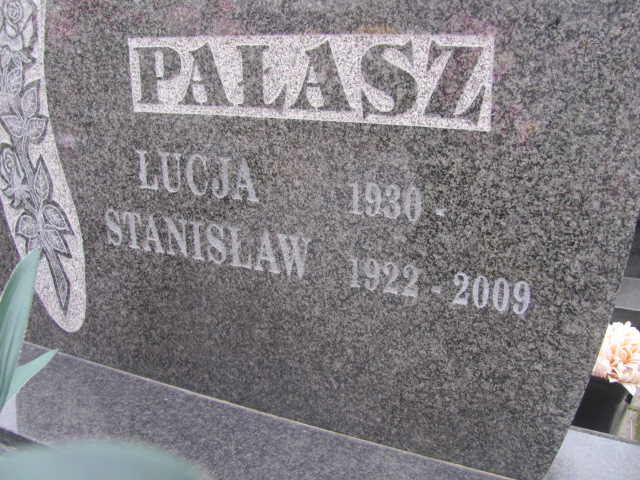 PAŁASZ
ŁUCJA 1930 -
STANISŁAW 1922 - 2009